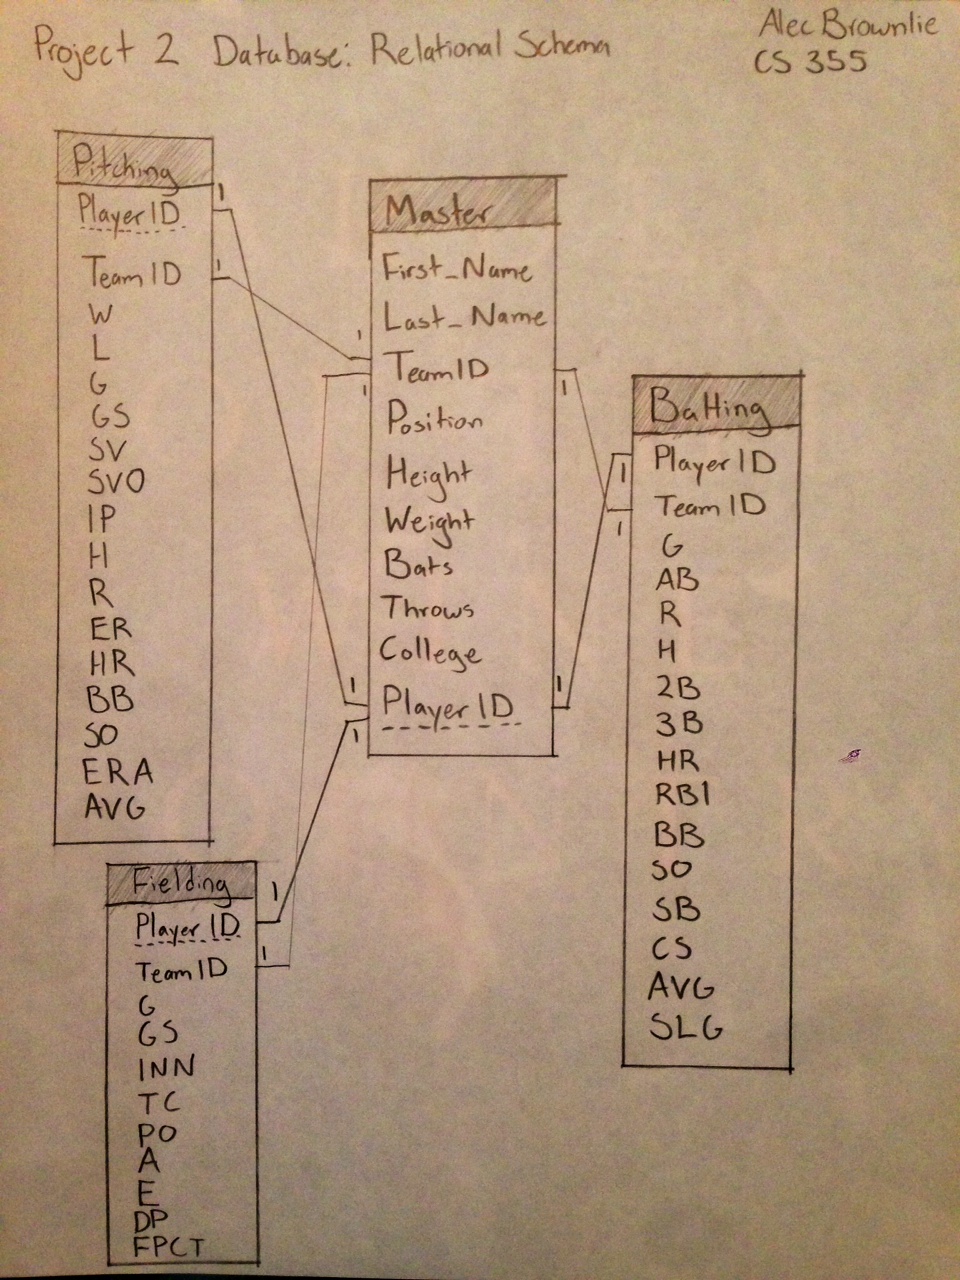 Project 2 Database: Relational Schema
Alec Brownlie
CS 355
Pitching
PlayerID
TeamID
W
L
G
GS
SV
SVO
IP
H
R
ER
HR
BB
SO
ERA
AVG
Master
First_Name
Last_Name
TeamID
Position
Height
Weight
Bats
Throws
College
PlayerID
Batting
PlayerID
TeamID
G
AB
R
H
2B
3B
HR
RBI
BB
SO
SB
CS
AVG
SLG
Fielding
PlayerID
TeamID
G
GS
INN
TC
PO
A
E
DP
FPCT
1
1
1
1
1
1
1
1
1
1
1
1